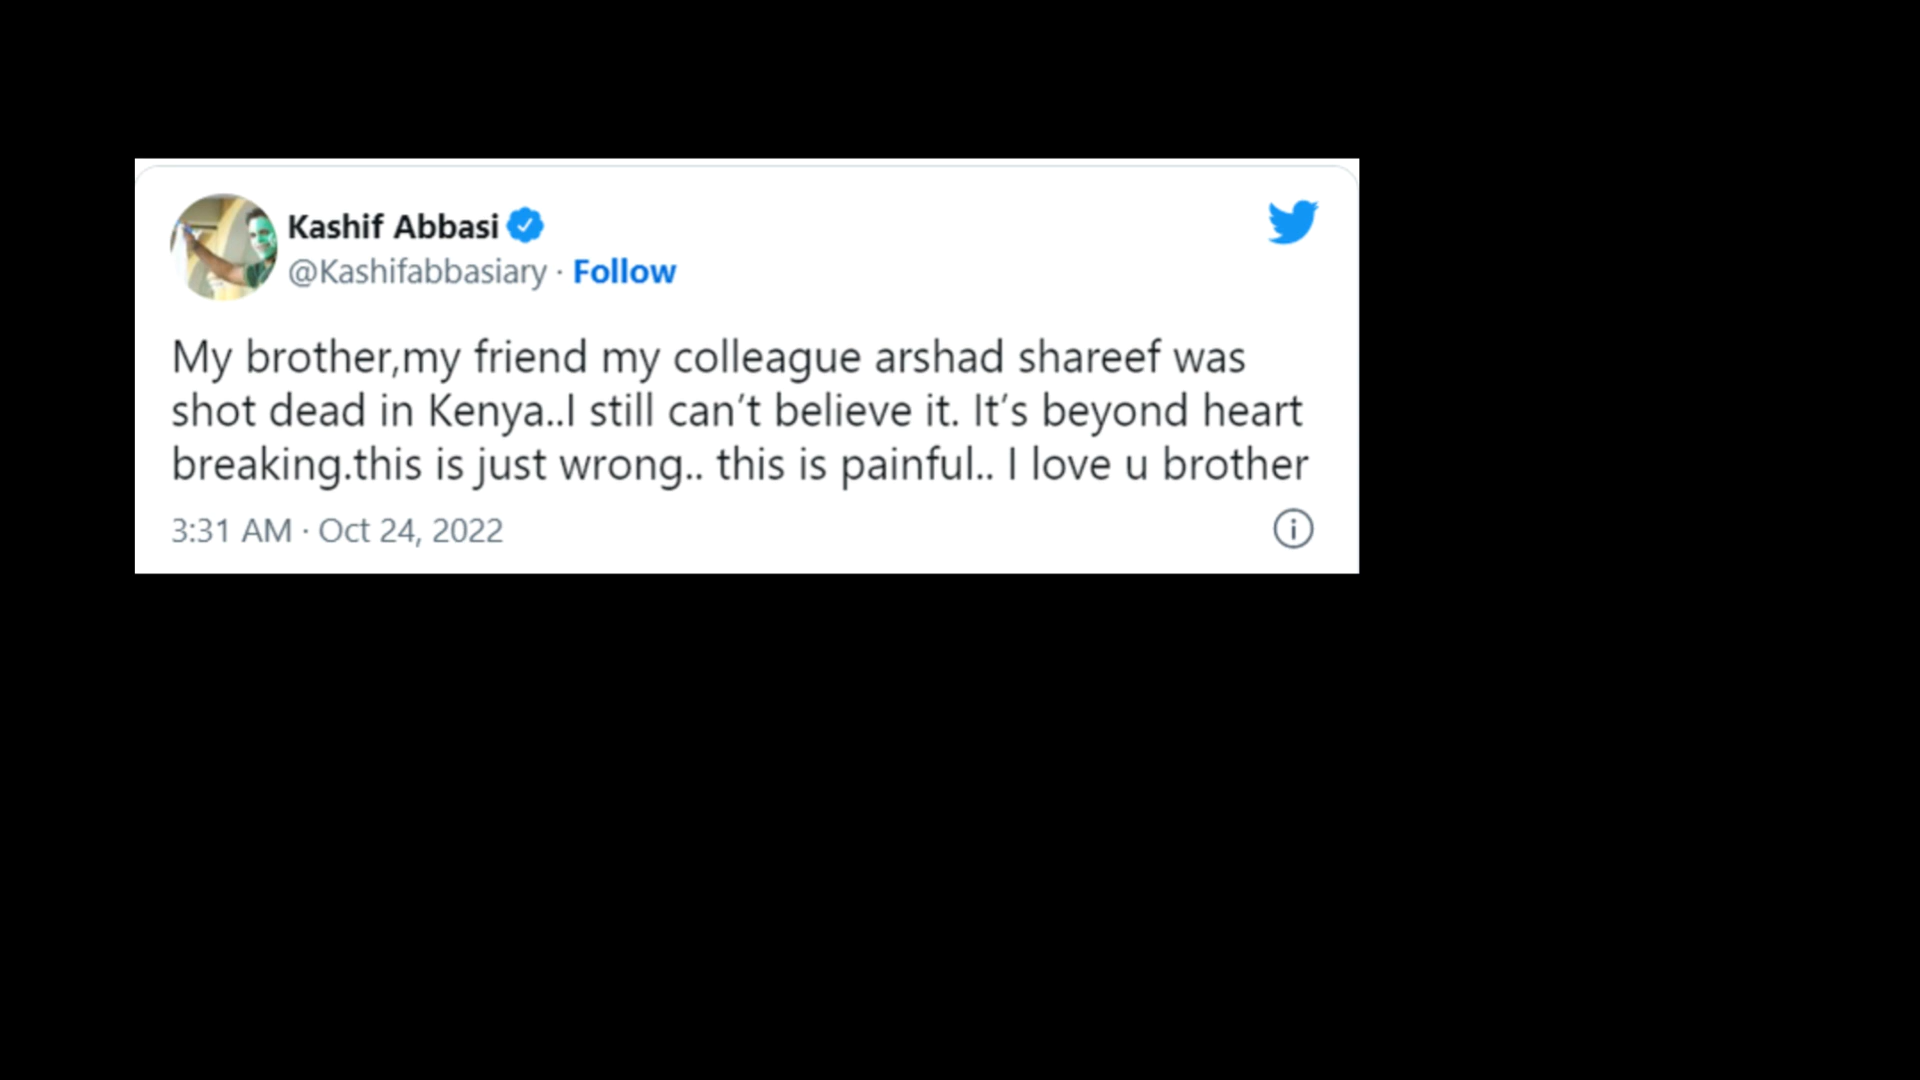 Kashif Abbasi
@Kashifabbasiary · Follow
My brother,my friend my colleague arshad shareef was
shot dead in Kenya..I still can’t believe it. It’s beyond heart
breaking.this is just wrong.. this is painful.. I love u brother
3:31 AM · Oct 24, 2022